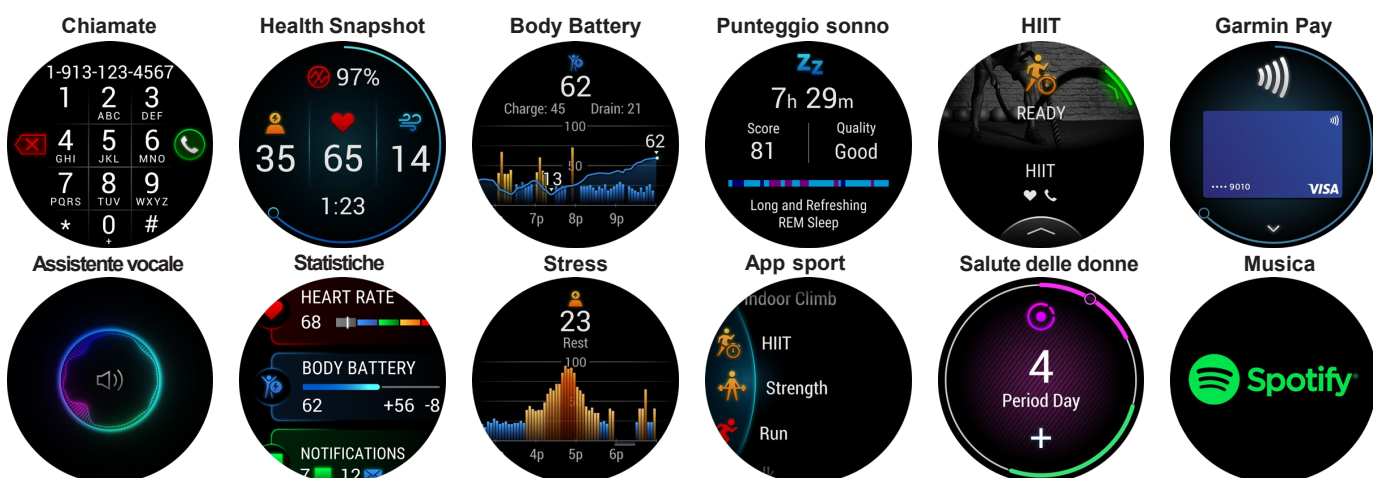 Chiamate
1-913-123-4567
1
2
ABC
3
DEF
4
GHI
5
JKL
6
MNO
7
PQRS
8
TUV
9
WXYZ
*
0
+
#
Health Snapshot
97%
35
65
14
1:23
Body Battery
62
Charge: 45 Drain: 21
100
62
50
13
7p 8p 9p
Punteggio sonno
Zz
7h 29m
Score
81
Quality
Good
Long and Refreshing
REM Sleep
HIIT
READY
HIIT
Garmin Pay
•••• 9010
VISA
Assistente vocale
Statistiche
HEART RATE
68
BODY BATTERY
62 +56 -8
NOTIFICATIONS
7 12
Stress
23
Rest
100
4p 5p 6p
App sport
Indoor Climb
HIIT
Strength
Run
Salute delle donne
4
Period Day
+
Musica
Spotify